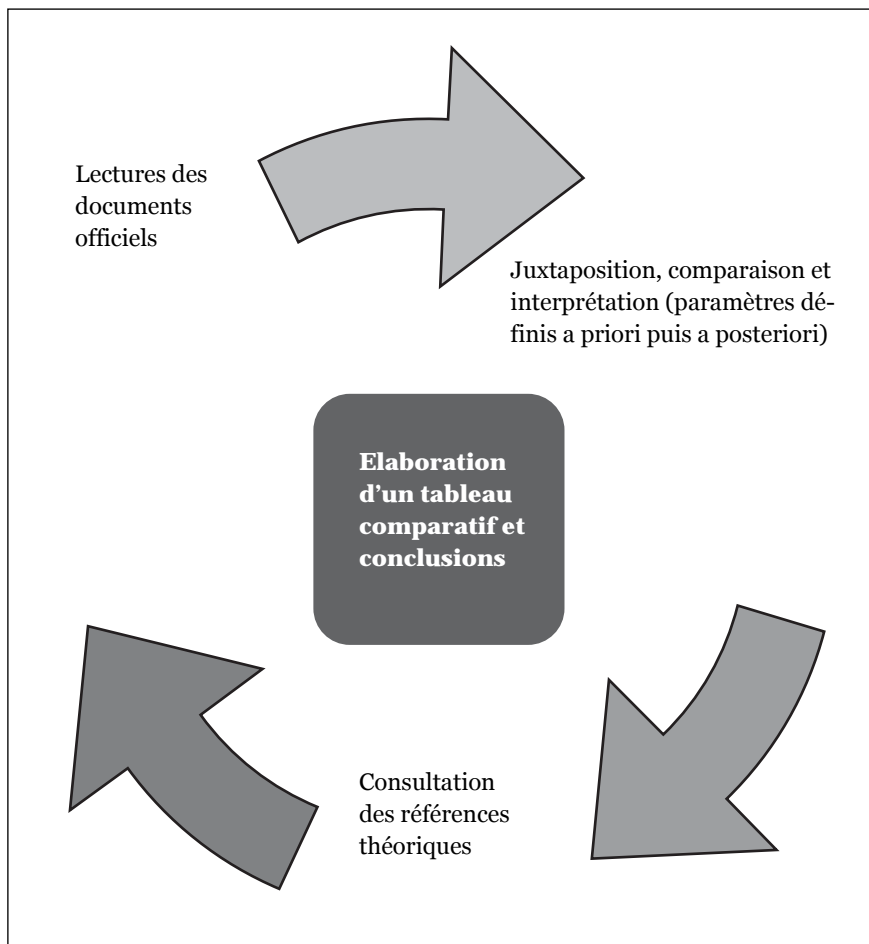 Lectures des
documents
officiels
Juxtaposition, comparaison et
interprétation (paramètres dé-
finis a priori puis a posteriori)
Elaboration
d’un tableau
comparatif et
conclusions
Consultation
des références
théoriques